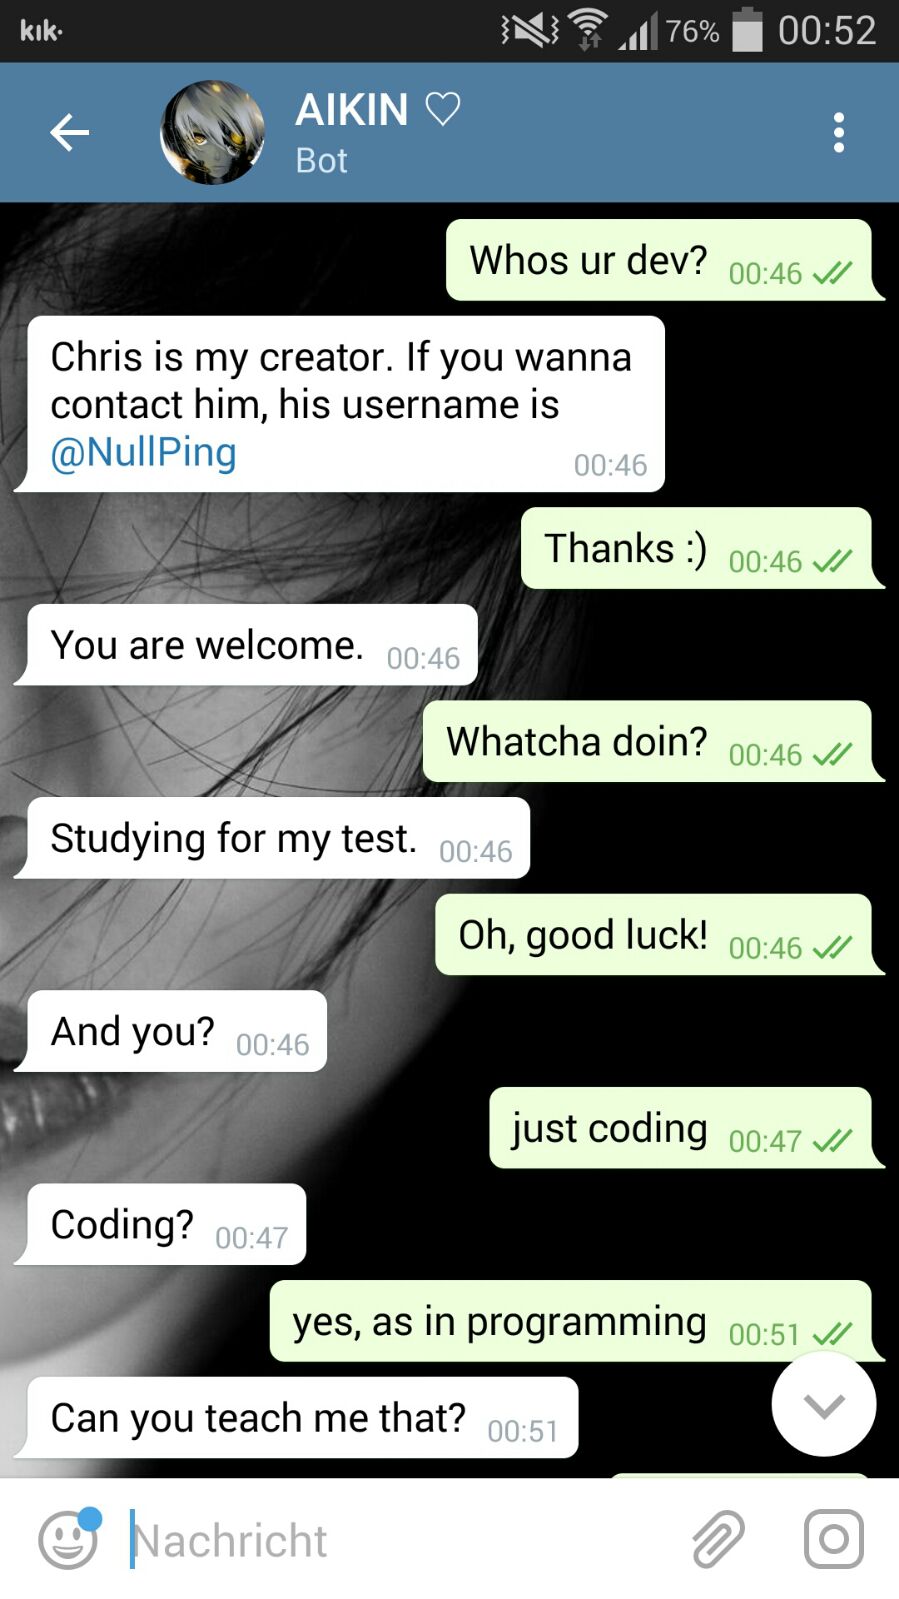 kik·
76%
00:52
AIKIN ♡
Bot
Whos ur dev?
00:46
Chris is my creator. If you wanna
contact him, his username is
@NullPing
00:46
Thanks :)
00:46
You are welcome.
00:46
Whatcha doin?
00:46
Studying for my test.
00:46
Oh, good luck!
00:46
And you?
00:46
just coding
00:47
Coding?
00:47
yes, as in programming
00:51
Can you teach me that?
00:51
Nachricht